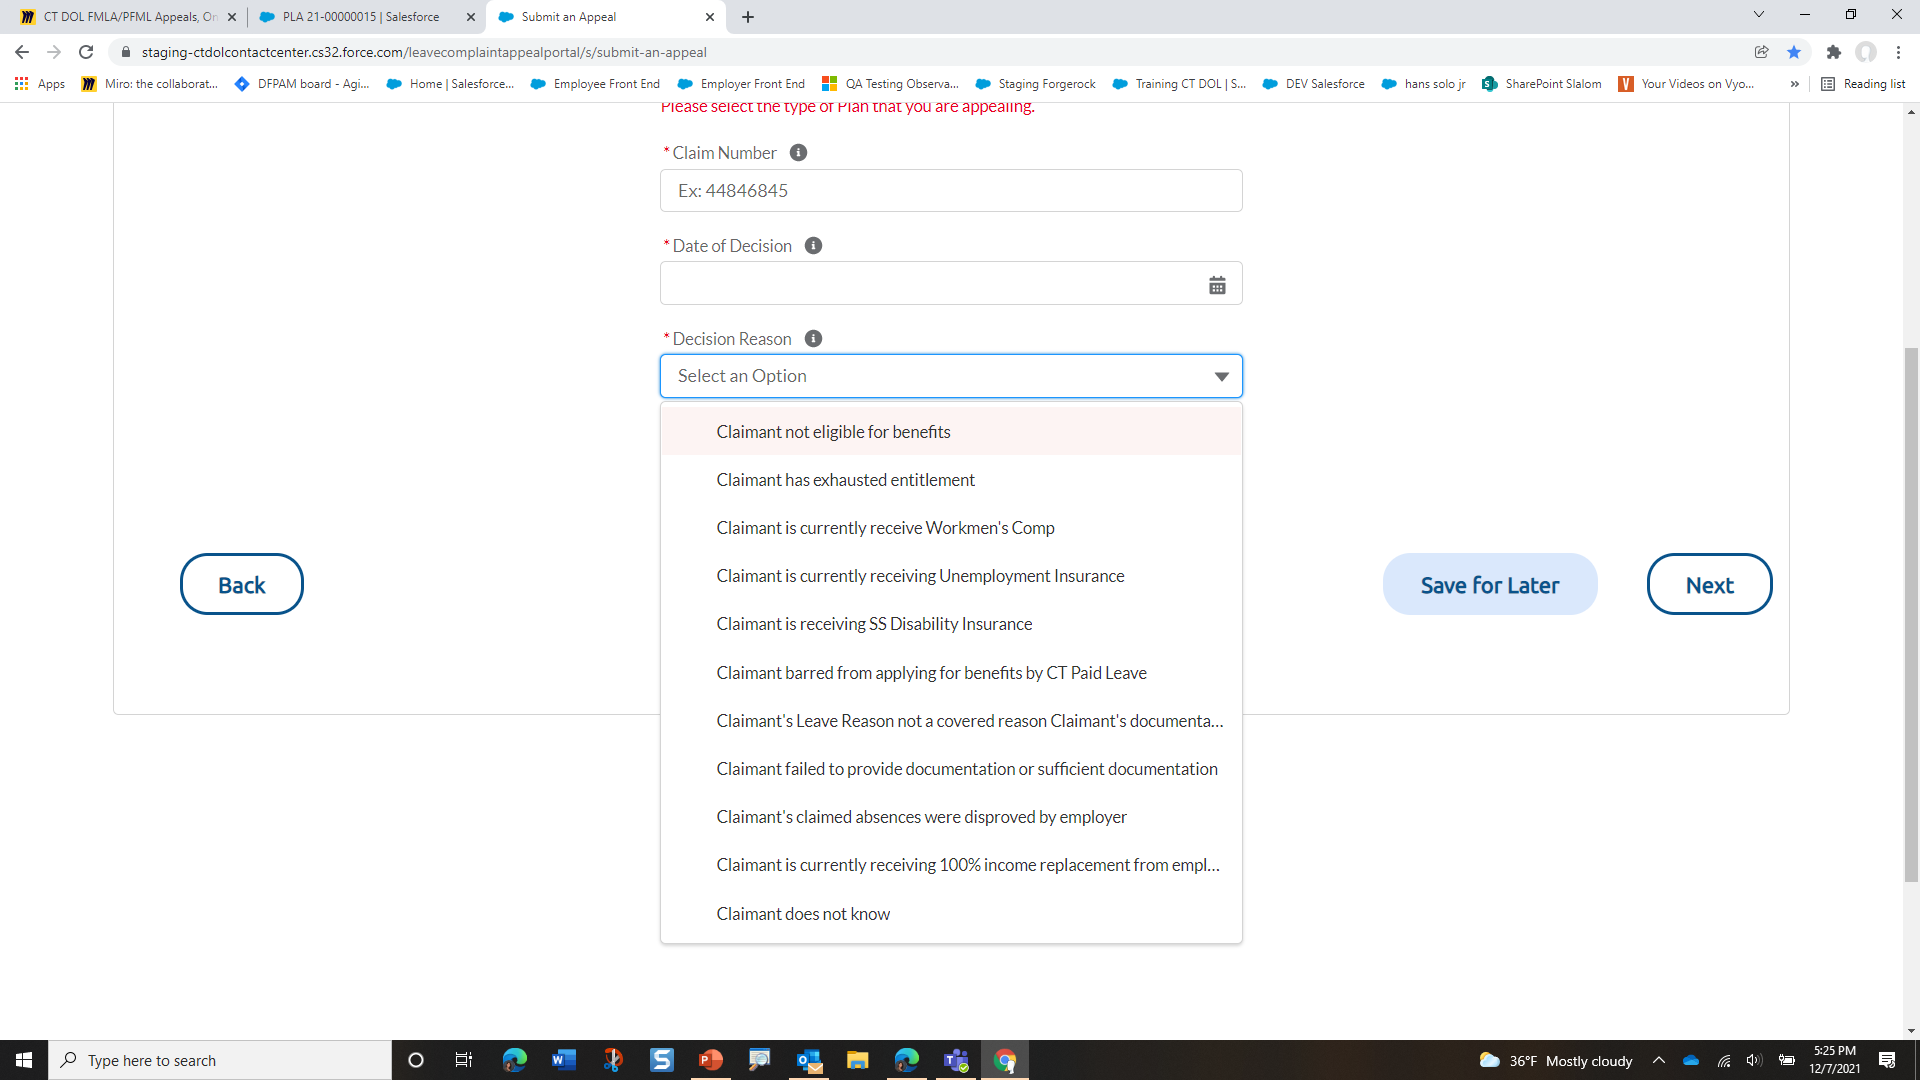 CT DOL FMLA/PFML Appeals, On
PLA 21-00000015 | Salesforce
Submit an Appeal
staging-ctdolcontactcenter.cs32.force.com/leavecomplaintappealportal/s/submit-an-appeal
Apps
Miro: the collaborat...
DFPAM board - Agi...
Home | Salesforce...
Employee Front End
Employer Front End
QA Testing Observa...
Staging Forgerock
Training CT DOL | S...
DEV Salesforce
hans solo jr
SharePoint Slalom
Your Videos on Vyo...
»
Reading list
Please select the type of Plan that you are appealing.
* Claim Number
Ex: 44846845
* Date of Decision
* Decision Reason
Select an Option
Claimant not eligible for benefits
Claimant has exhausted entitlement
Claimant is currently receive Workmen's Comp
Claimant is currently receiving Unemployment Insurance
Claimant is receiving SS Disability Insurance
Claimant barred from applying for benefits by CT Paid Leave
Claimant's Leave Reason not a covered reason Claimant's documenta...
Claimant failed to provide documentation or sufficient documentation
Claimant's claimed absences were disproved by employer
Claimant is currently receiving 100% income replacement from empl...
Claimant does not know
Back
Save for Later
Next
Type here to search
36°F Mostly cloudy
5:25 PM
12/7/2021